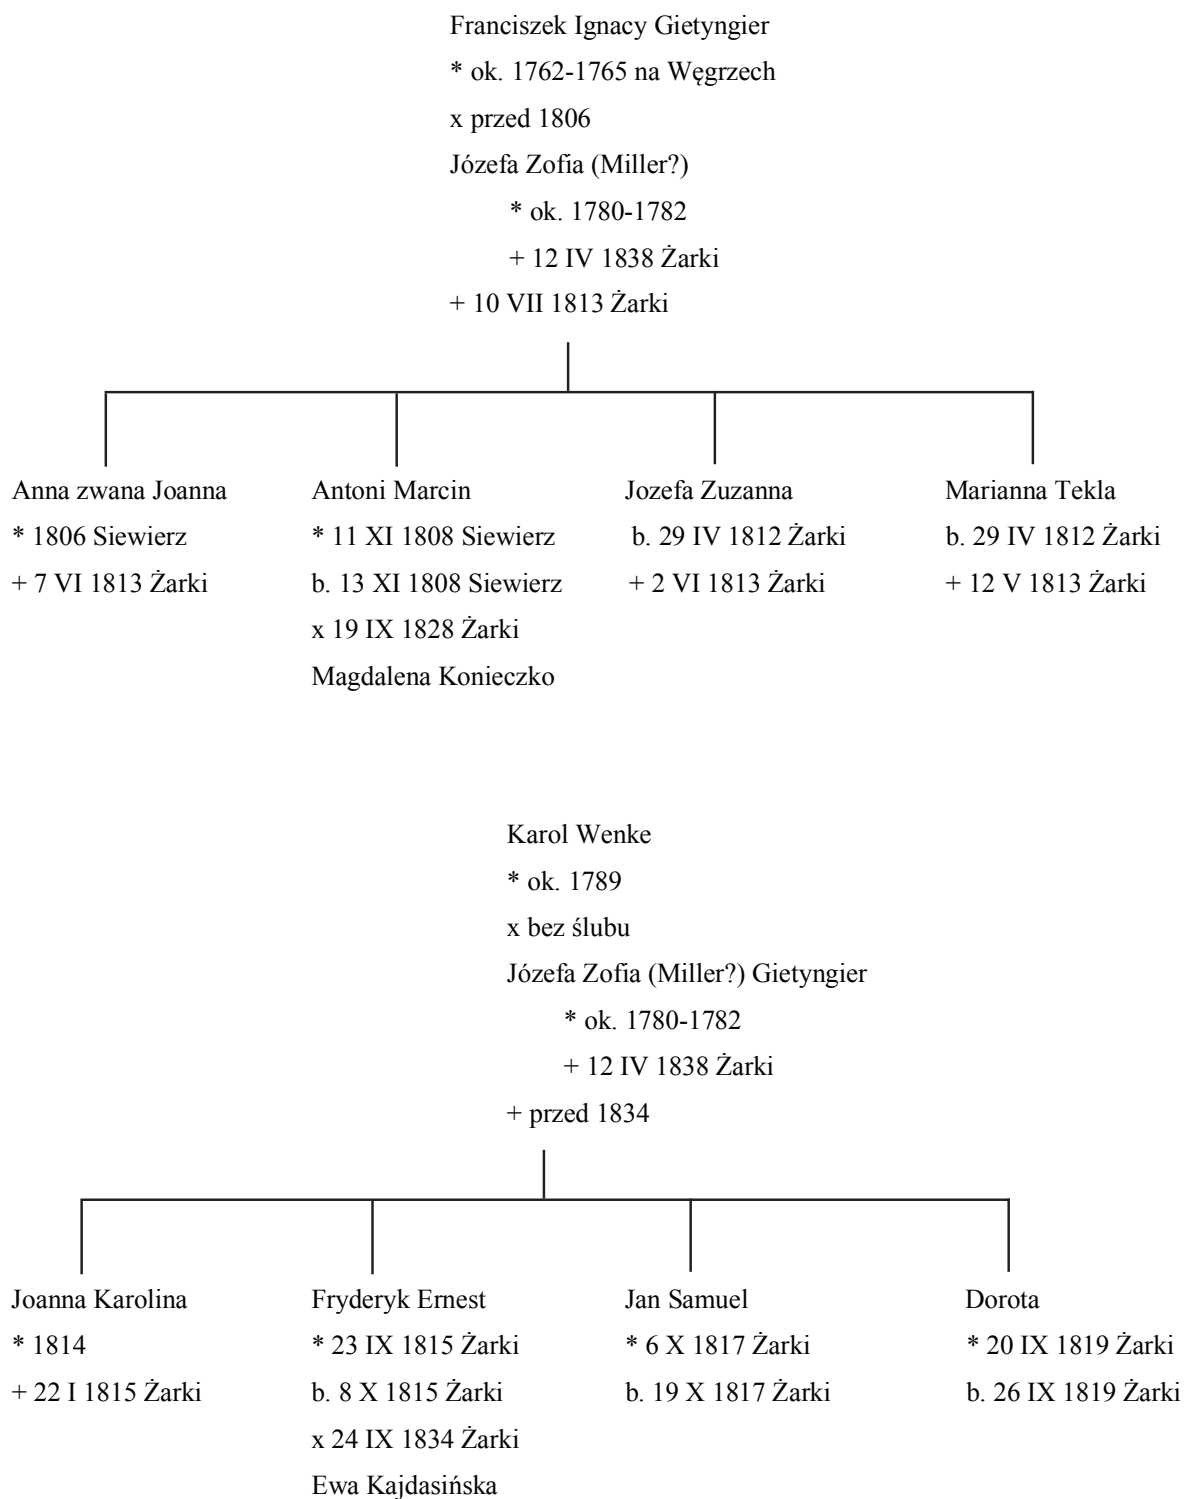 Franciszek Ignacy Gietyngier
* ok. 1762-1765 na Węgrzech
x przed 1806
Józefa Zofia (Miller?)
* ok. 1780-1782
+ 12 IV 1838 Żarki
+ 10 VII 1813 Żarki
Anna zwana Joanna
* 1806 Siewierz
+ 7 VI 1813 Żarki
Antoni Marcin
* 11 XI 1808 Siewierz
b. 13 XI 1808 Siewierz
x 19 IX 1828 Żarki
Magdalena Konieczko
Jozefa Zuzanna
b. 29 IV 1812 Żarki
+ 2 VI 1813 Żarki
Marianna Tekla
b. 29 IV 1812 Żarki
+ 12 V 1813 Żarki
Karol Wenke
* ok. 1789
x bez ślubu
Józefa Zofia (Miller?) Gietyngier
* ok. 1780-1782
+ 12 IV 1838 Żarki
+ przed 1834
Joanna Karolina
* 1814
+ 22 I 1815 Żarki
Fryderyk Ernest
* 23 IX 1815 Żarki
b. 8 X 1815 Żarki
x 24 IX 1834 Żarki
Ewa Kajdasińska
Jan Samuel
* 6 X 1817 Żarki
b. 19 X 1817 Żarki
Dorota
* 20 IX 1819 Żarki
b. 26 IX 1819 Żarki